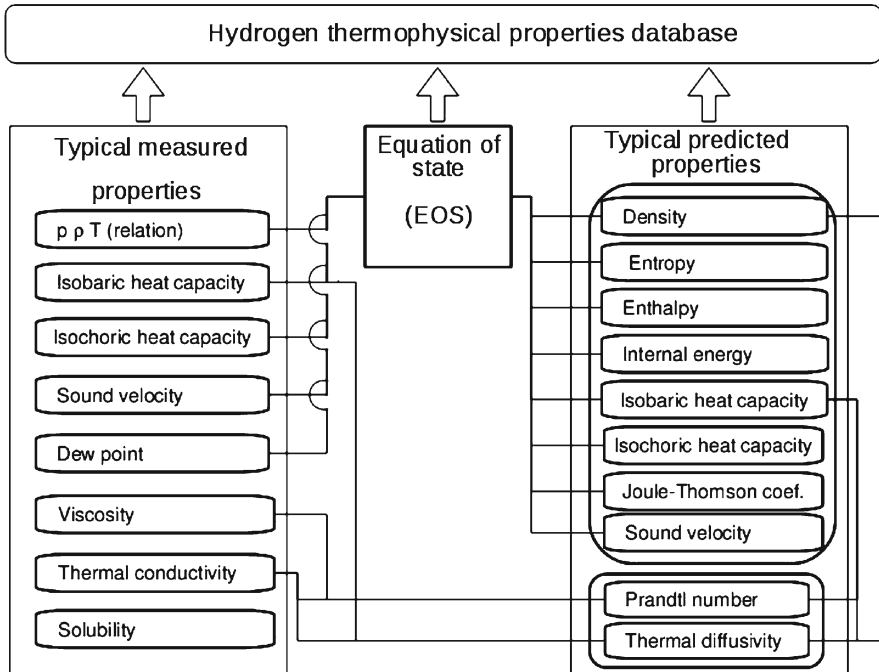 Hydrogen thermophysical properties database
Typical measured
properties
p ρ T (relation)
Isobaric heat capacity
Isochoric heat capacity
Sound velocity
Dew point
Viscosity
Thermal conductivity
Solubility
Equation of
state
(EOS)
Typical predicted
properties
Density
Entropy
Enthalpy
Internal energy
Isobaric heat capacity
Isochoric heat capacity
Joule-Thomson coef.
Sound velocity
Prandtl number
Thermal diffusivity